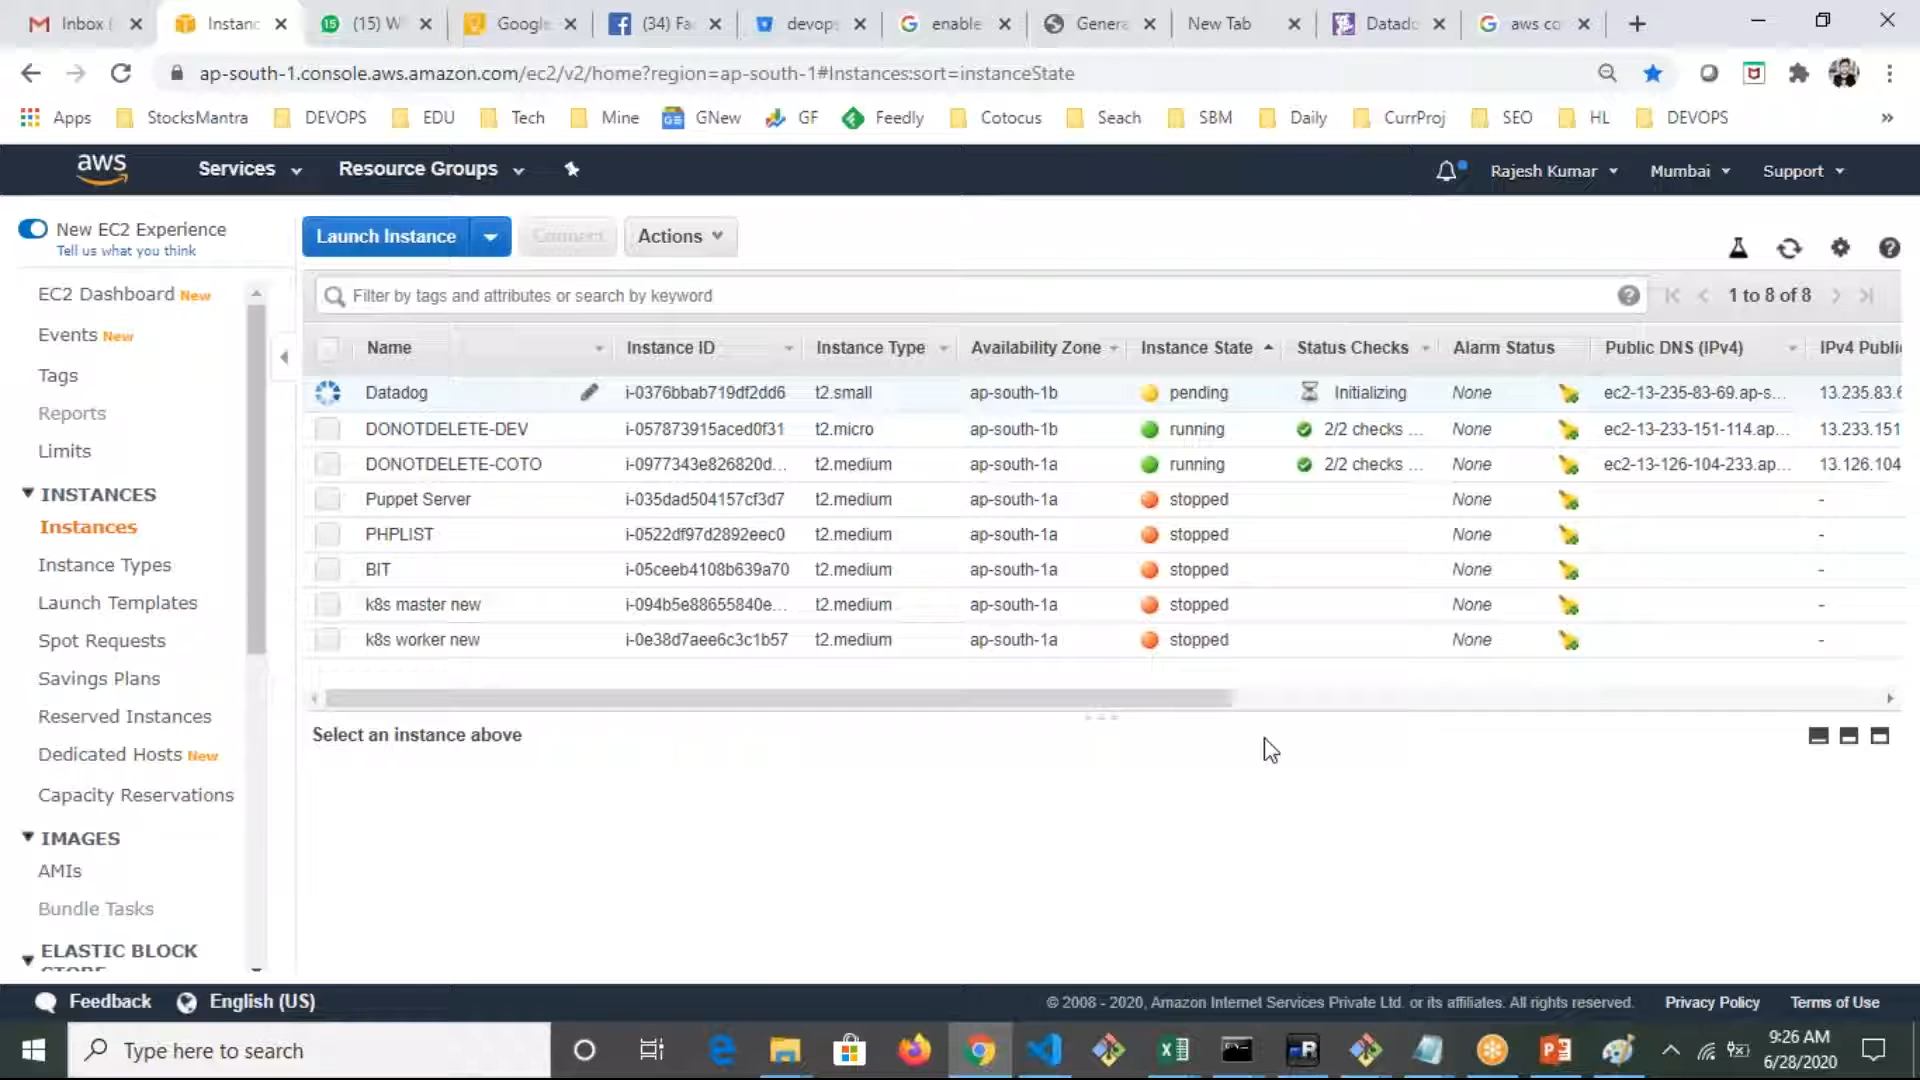 Inbox
Instanc
(15) W
Google
(34) Fa
devops
enable
Genera
New Tab
Datado
aws co
ap-south-1.console.aws.amazon.com/ec2/v2/home?region=ap-south-1#Instances:sort=instanceState
Apps StocksMantra DEVOPS EDU Tech Mine GNew GF Feedly Cotocus Seach SBM Daily CurrProj SEO HL DEVOPS »
aws Services Resource Groups Rajesh Kumar Mumbai Support
New EC2 Experience
Tell us what you think
EC2 Dashboard New
Events New
Tags
Reports
Limits
INSTANCES
Instances
Instance Types
Launch Templates
Spot Requests
Savings Plans
Reserved Instances
Dedicated Hosts New
Capacity Reservations
IMAGES
AMIs
Bundle Tasks
ELASTIC BLOCK
STORE
Launch Instance Connect Actions
Filter by tags and attributes or search by keyword 1 to 8 of 8
Name Instance ID Instance Type Availability Zone Instance State Status Checks Alarm Status Public DNS (IPv4) IPv4 Public
Datadog i-0376bbab719df2dd6 t2.small ap-south-1b pending Initializing None ec2-13-235-83-69.ap-s... 13.235.83.6
DONOTDELETE-DEV i-057873915aced0f31 t2.micro ap-south-1b running 2/2 checks ... None ec2-13-233-151-114.ap... 13.233.151
DONOTDELETE-COTO i-0977343e826820d... t2.medium ap-south-1a running 2/2 checks ... None ec2-13-126-104-233.ap... 13.126.104
Puppet Server i-035dad504157cf3d7 t2.medium ap-south-1a stopped None -
PHPLIST i-0522df97d2892eec0 t2.medium ap-south-1a stopped None -
BIT i-05ceeb4108b639a70 t2.medium ap-south-1a stopped None -
k8s master new i-094b5e88655840e... t2.medium ap-south-1a stopped None -
k8s worker new i-0e38d7aee6c3c1b57 t2.medium ap-south-1a stopped None -
Select an instance above
Feedback English (US) © 2008 - 2020, Amazon Internet Services Private Ltd. or its affiliates. All rights reserved. Privacy Policy Terms of Use
Type here to search
9:26 AM
6/28/2020